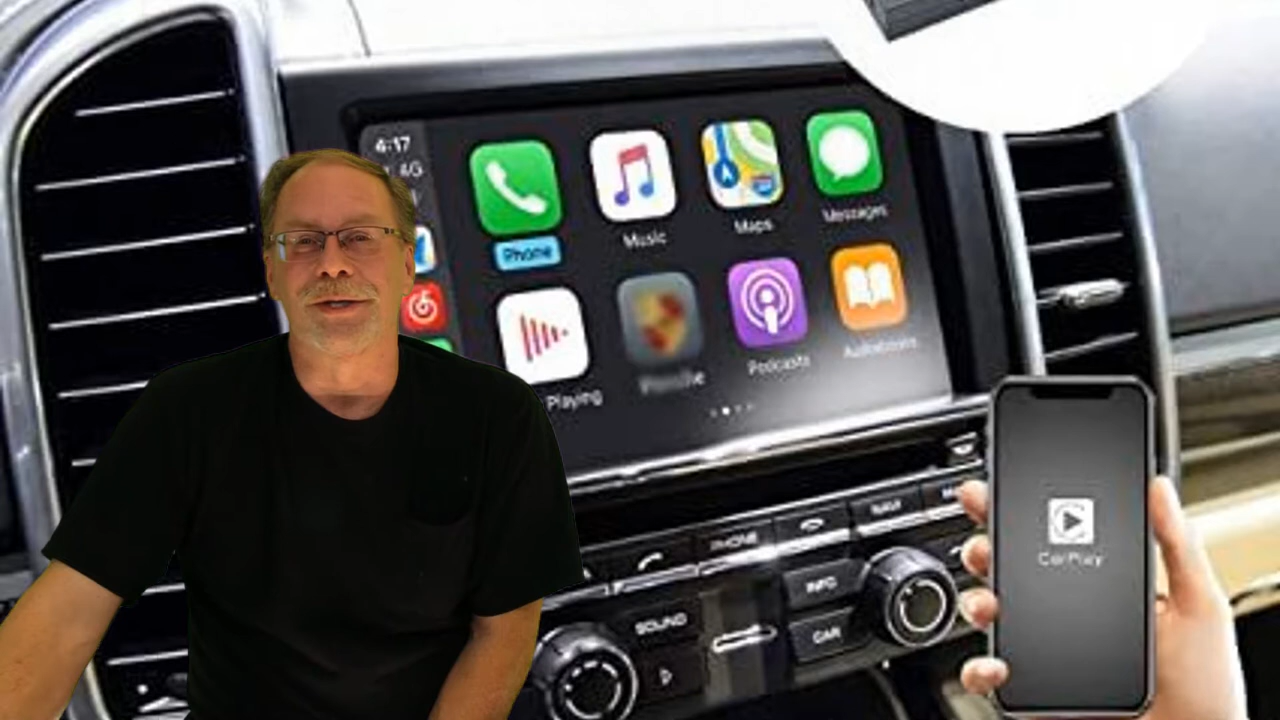 4:17
4G
Phone
Music
Maps
Messages
Playing
Podcasts
Audiobooks
CarPlay
PHONE
NAVI
INFO
SOUND
CAR